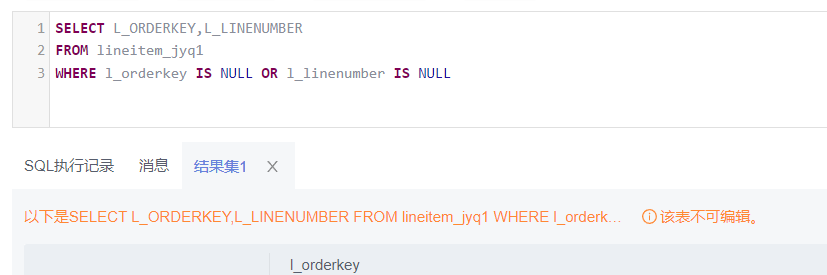 1 SELECT L_ORDERKEY,L_LINENUMBER
2 FROM lineitem_jyq1
3 WHERE l_orderkey IS NULL OR l_linenumber IS NULL
SQL执行记录 消息 结果集1 X
以下是SELECT L_ORDERKEY,L_LINENUMBER FROM lineitem_jyq1 WHERE l_orderk... 该表不可编辑。
l_orderkey